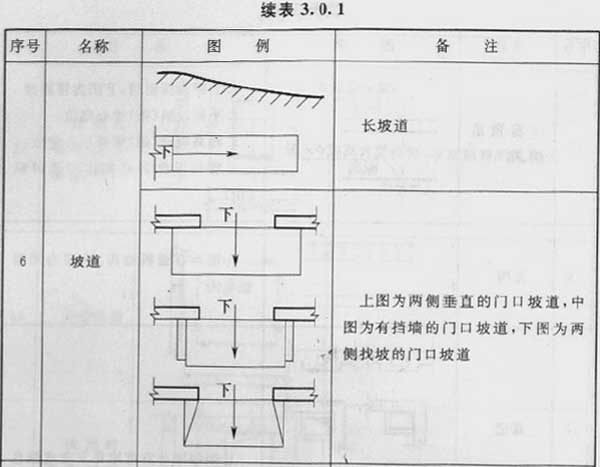 续表 3.0.1
序号 名称 图 例 备 注
下
长坡道
6 坡道
下
下
下
上图为两侧垂直的门口坡道,中
图为有挡墙的门口坡道,下图为两
侧找坡的门口坡道